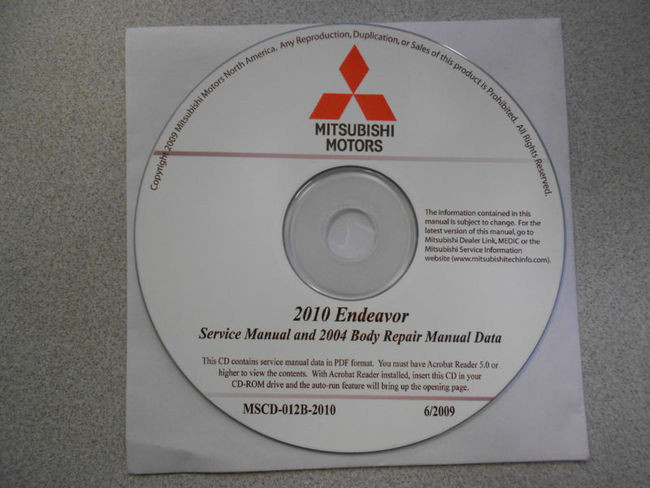 Copyright 2009 Mitsubishi Motors North America. Any Reproduction, Duplication, or Sales of this product is Prohibited. All Rights Reserved.
MITSUBISHI
MOTORS
The information contained in this
manual is subject to change. For the
latest version of this manual, go to
Mitsubishi Dealer Link, MEDIC or the
Mitsubishi Service Information
website (www.mitsubishitechinfo.com).
2010 Endeavor
Service Manual and 2004 Body Repair Manual Data
This CD contains service manual data in PDF format. You must have Acrobat Reader 5.0 or
higher to view the contents. With Acrobat Reader installed, insert this CD in your
CD-ROM drive and the auto-run feature will bring up the opening page.
MSCD-012B-2010 6/2009